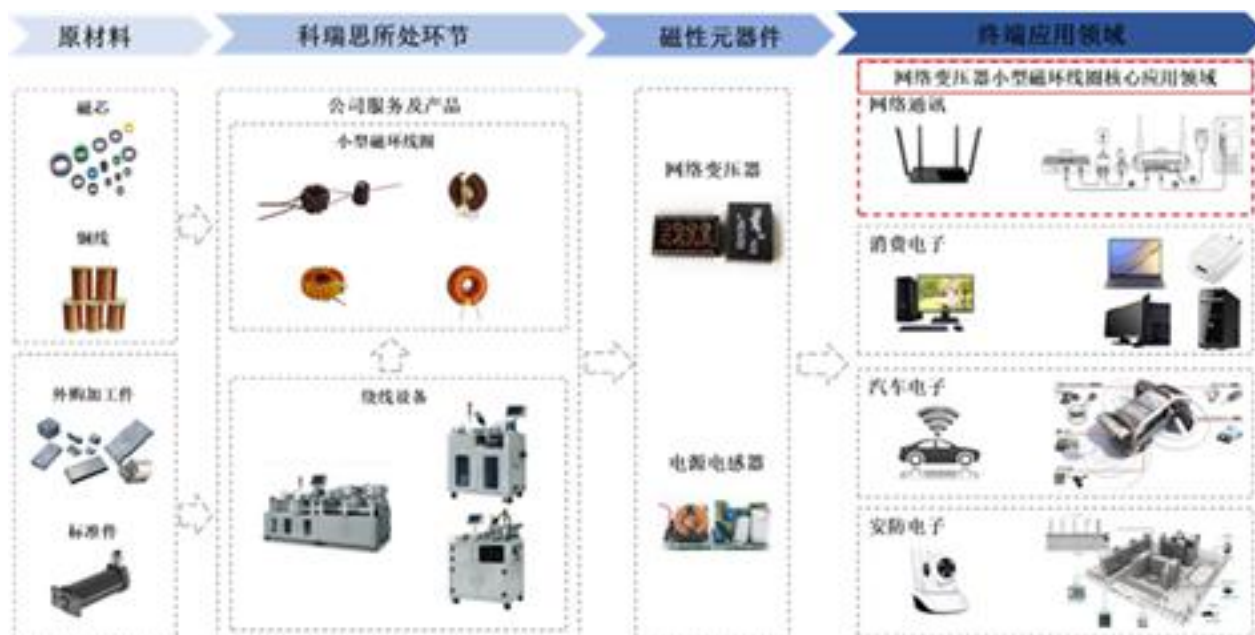 原材料
科瑞思所处环节
磁性元器件
终端应用领域
磁芯
铜线
外购加工件
标准件
公司服务及产品
小型磁环线圈
绕线设备
网络变压器
电源电感器
网络变压器小型磁环线圈核心应用领域
网络通讯
消费电子
汽车电子
安防电子